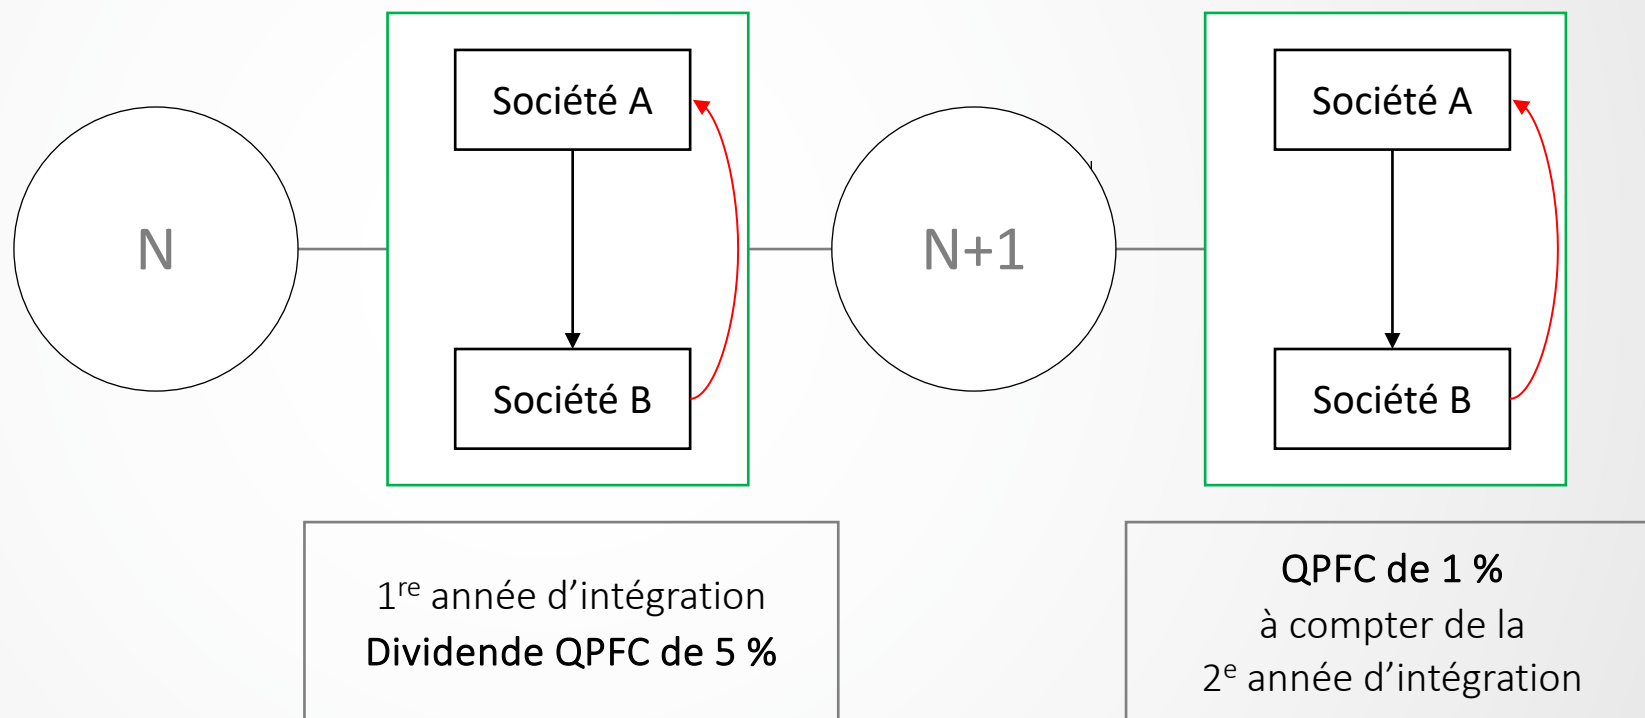 N
Société A
Société B
1re année d’intégration
Dividende QPFC de 5 %
N+1
Société A
Société B
QPFC de 1 %
à compter de la
2e année d’intégration